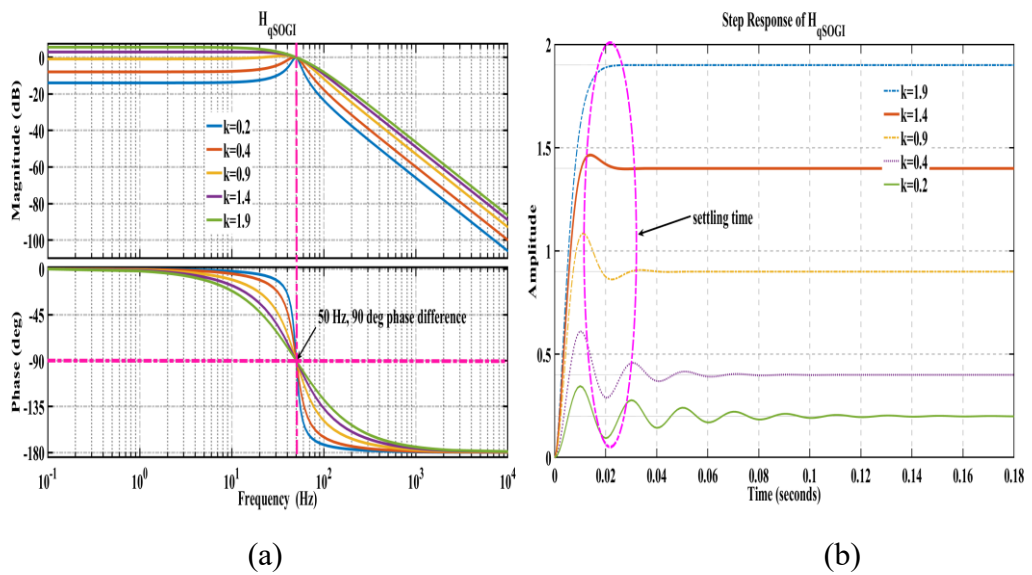 H
qSOGI
Magnitude (dB)
0
-20
-40
-60
-80
-100
k=0.2
k=0.4
k=0.9
k=1.4
k=1.9
Phase (deg)
0
-45
-90
-135
-180
50 Hz, 90 deg phase difference
10^-1
10^0
10^1
10^2
10^3
10^4
Frequency (Hz)
(a)
Step Response of H
qSOGI
Amplitude
2
1.5
1
0.5
0
k=1.9
k=1.4
k=0.9
k=0.4
k=0.2
settling time
0 0.02 0.04 0.06 0.08 0.1 0.12 0.14 0.16 0.18
Time (seconds)
(b)